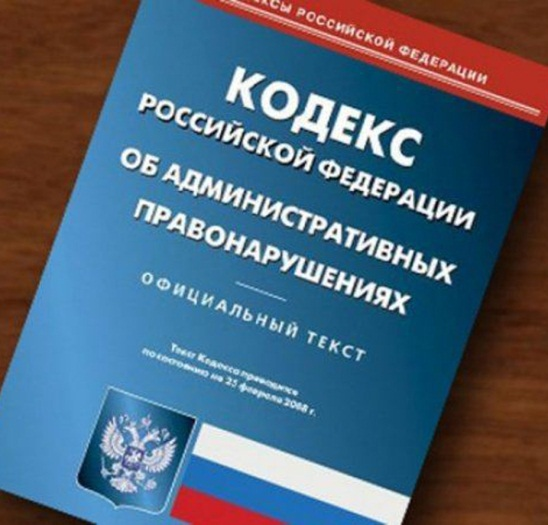 КСЫ РОССИЙСКОЙ ФЕДЕРАЦИИ
КОДЕКС
РОССИЙСКОЙ ФЕДЕРАЦИИ
ОБ АДМИНИСТРАТИВНЫХ
ПРАВОНАРУШЕНИЯХ
ОФИЦИАЛЬНЫЙ ТЕКСТ
Текст Кодекса приводится
по состоянию на 25 февраля 2008 г.